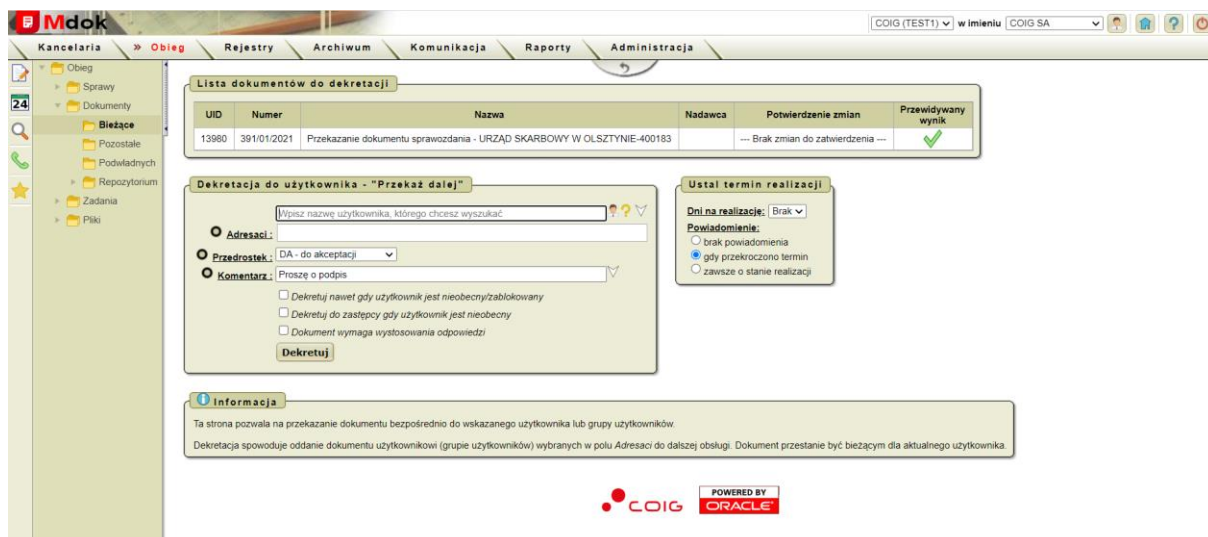 Mdok
COIG (TEST1) w imieniu COIG SA
Kancelaria » Obieg Rejestry Archiwum Komunikacja Raporty Administracja
24
Obieg
Sprawy
Dokumenty
Bieżące
Pozostałe
Podwładnych
Repozytorium
Zadania
Pliki
Lista dokumentów do dekretacji
UID Numer Nazwa Nadawca Potwierdzenie zmian Przewidywany wynik
13980 391/01/2021 Przekazanie dokumentu sprawozdania - URZĄD SKARBOWY W OLSZTYNIE-400183 --- Brak zmian do zatwierdzenia ---
Dekretacja do użytkownika - "Przekaż dalej"
Wpisz nazwę użytkownika, którego chcesz wyszukać
Adresaci :
Przedrostek : DA - do akceptacji
Komentarz : Proszę o podpis
Dekretuj nawet gdy użytkownik jest nieobecny/zablokowany
Dekretuj do zastępcy gdy użytkownik jest nieobecny
Dokument wymaga wystosowania odpowiedzi
Dekretuj
Ustal termin realizacji
Dni na realizację: Brak
Powiadomienie:
brak powiadomienia
gdy przekroczono termin
zawsze o stanie realizacji
Informacja
Ta strona pozwala na przekazanie dokumentu bezpośrednio do wskazanego użytkownika lub grupy użytkowników.
Dekretacja spowoduje oddanie dokumentu użytkownikowi (grupie użytkowników) wybranych w polu Adresaci do dalszej obsługi. Dokument przestanie być bieżącym dla aktualnego użytkownika.
COIG
POWERED BY
ORACLE